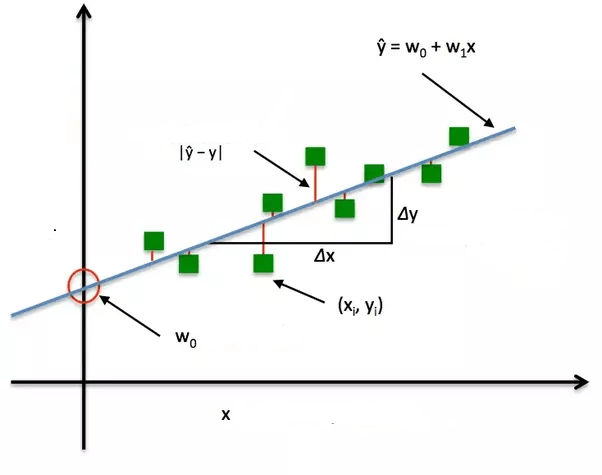 ŷ = w₀ + w₁x
|ŷ – y|
Δy
Δx
(xᵢ, yᵢ)
w₀
x